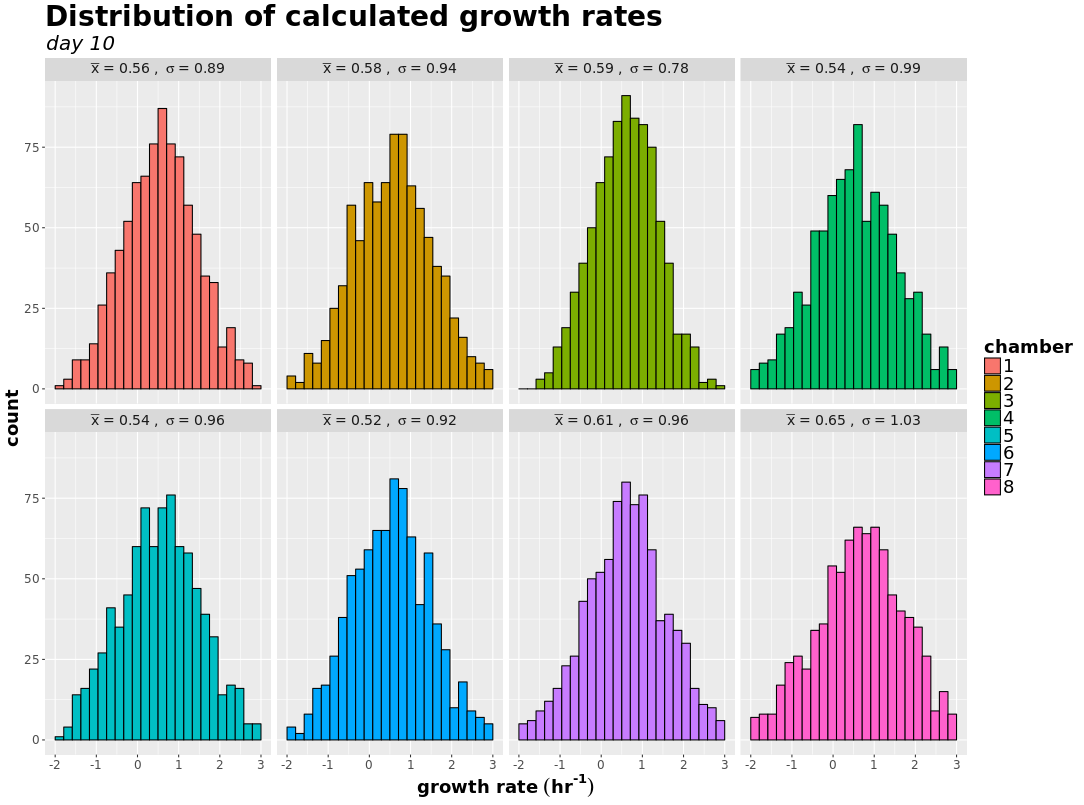 Distribution of calculated growth rates
day 10
x̅ = 0.56 , σ = 0.89
x̅ = 0.58 , σ = 0.94
x̅ = 0.59 , σ = 0.78
x̅ = 0.54 , σ = 0.99
75
50
25
0
x̅ = 0.54 , σ = 0.96
x̅ = 0.52 , σ = 0.92
x̅ = 0.61 , σ = 0.96
x̅ = 0.65 , σ = 1.03
75
50
25
0
-2 -1 0 1 2 3
-2 -1 0 1 2 3
-2 -1 0 1 2 3
-2 -1 0 1 2 3
growth rate (hr⁻¹)
count
chamber
1
2
3
4
5
6
7
8